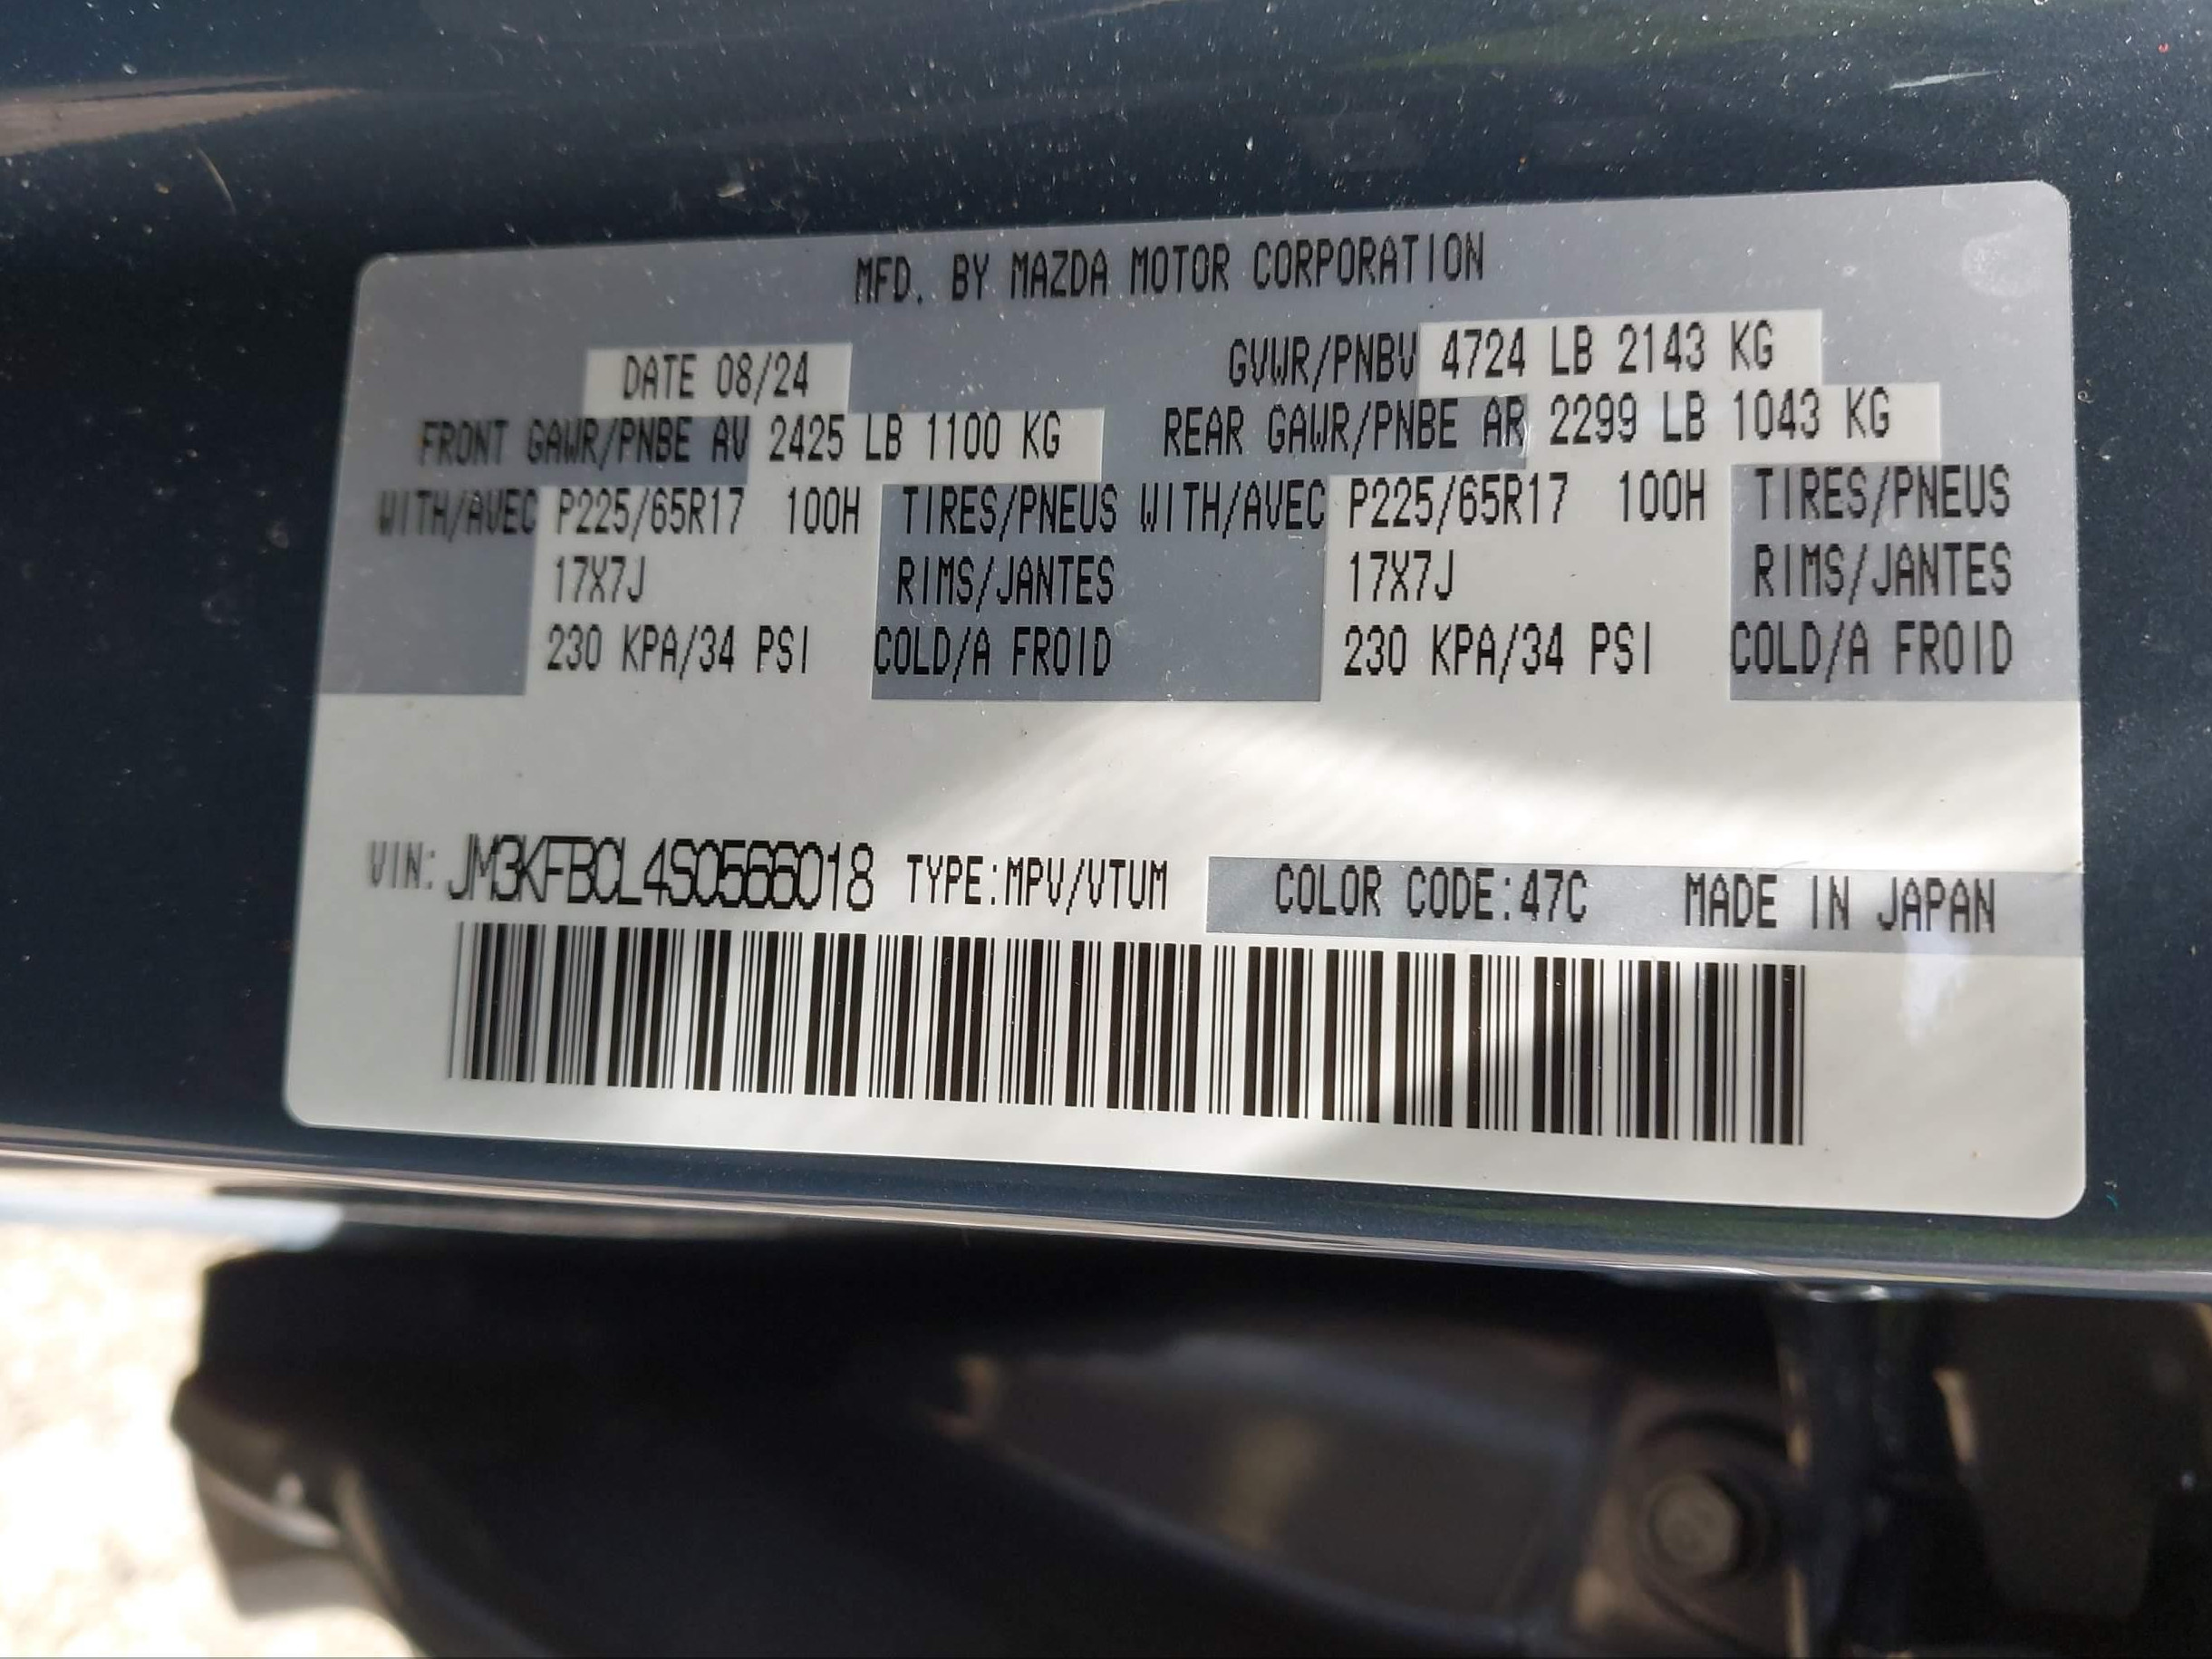 MFD. BY MAZDA MOTOR CORPORATION
DATE 08/24 GVWR/PNBV 4724 LB 2143 KG
FRONT GAWR/PNBE AV 2425 LB 1100 KG REAR GAWR/PNBE AR 2299 LB 1043 KG
WITH/AVEC P225/65R17 100H TIRES/PNEUS WITH/AVEC P225/65R17 100H TIRES/PNEUS
17X7J RIMS/JANTES 17X7J RIMS/JANTES
230 KPA/34 PSI COLD/A FROID 230 KPA/34 PSI COLD/A FROID
VIN: JM3KFBCL4S0566018 TYPE:MPV/VTUM COLOR CODE:47C MADE IN JAPAN